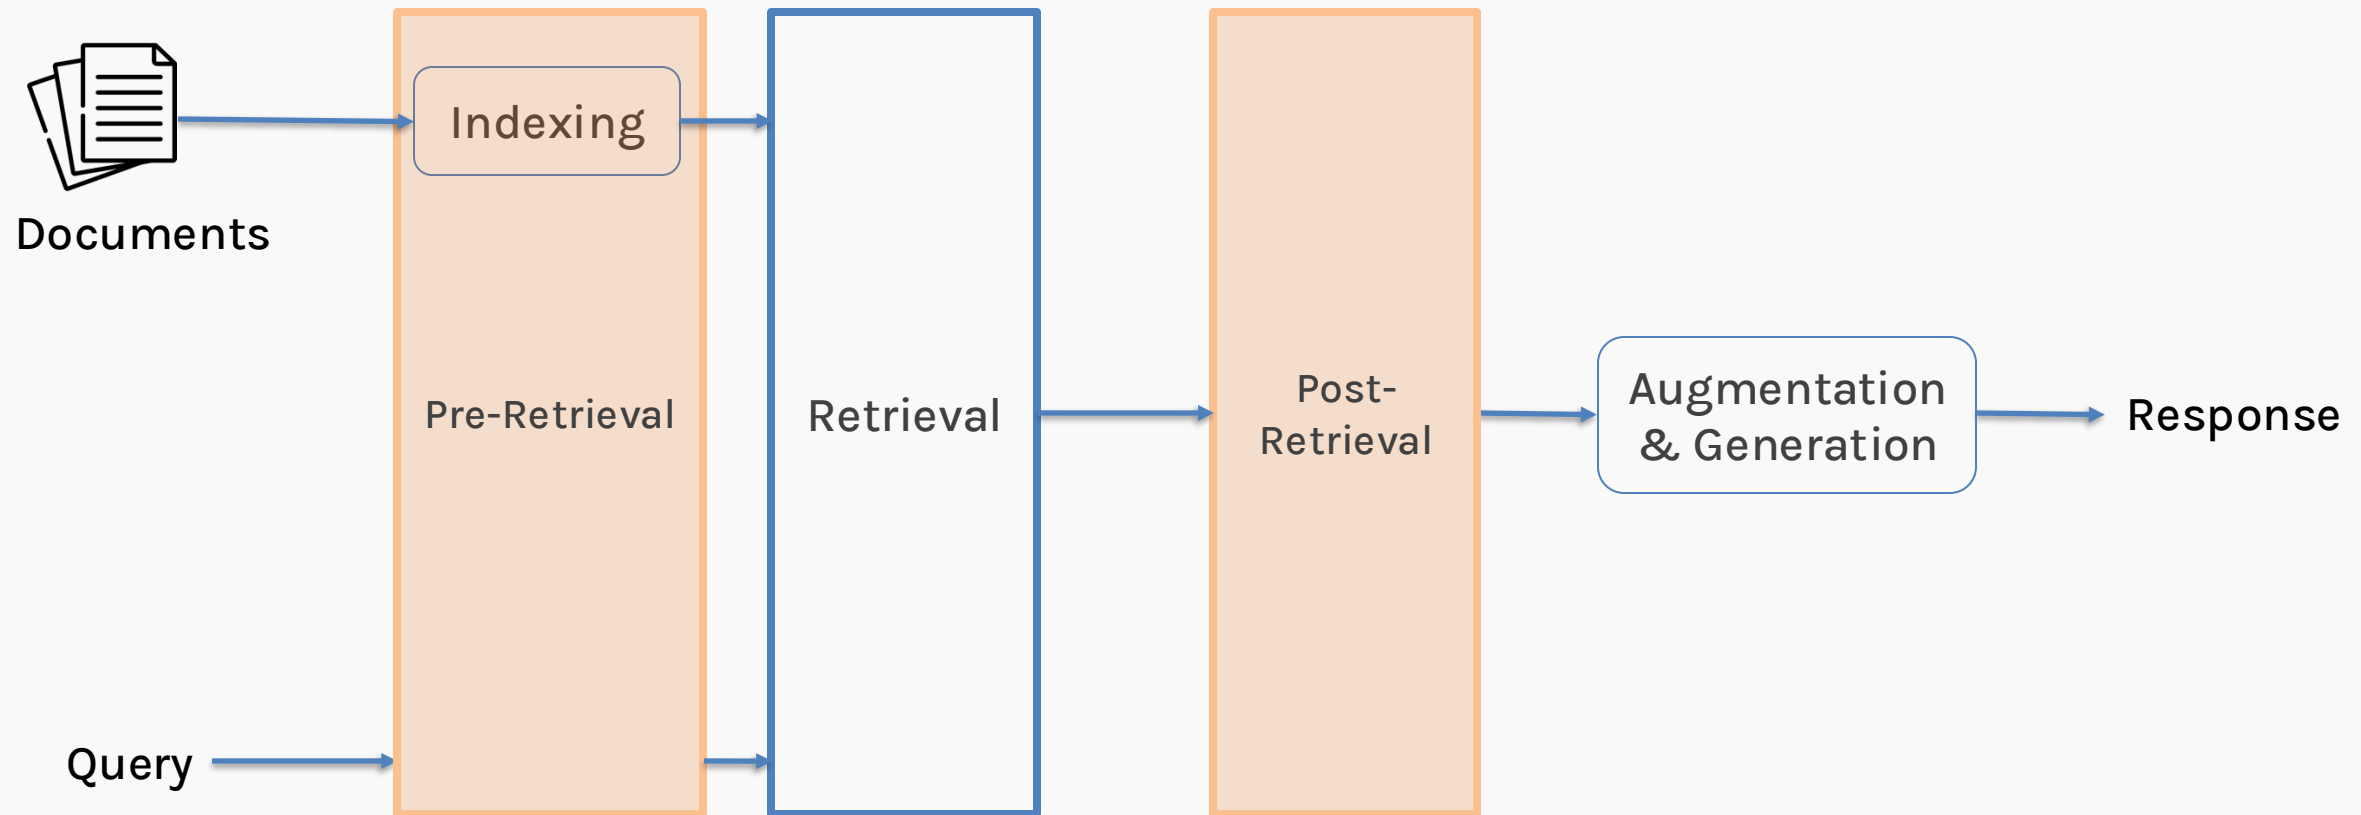 Indexing
Documents
Pre-Retrieval
Retrieval
Post-
Retrieval
Augmentation
& Generation
Response
Query